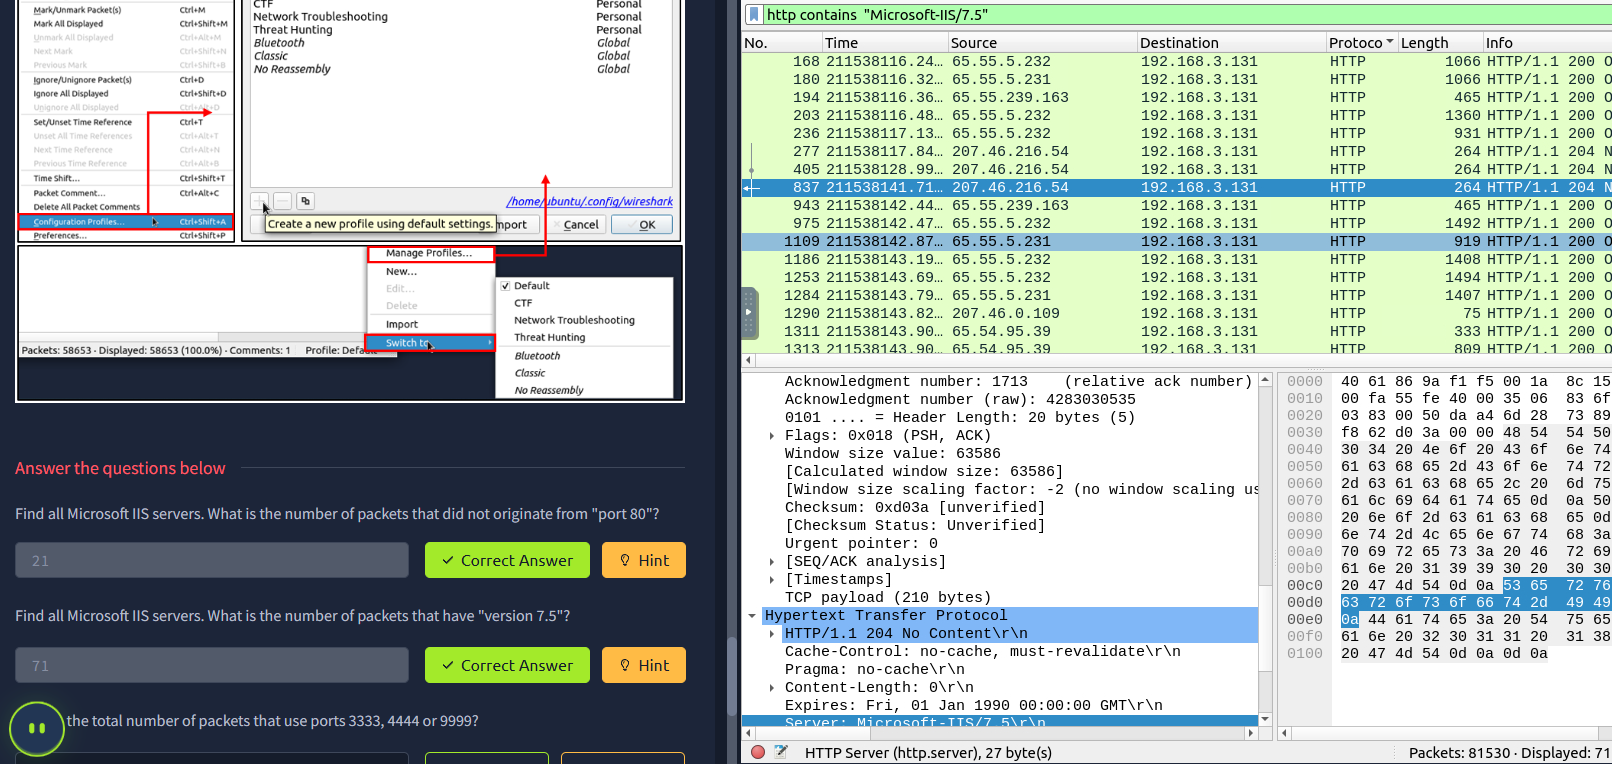 Mark/Unmark Packet(s) Ctrl+M
Mark All Displayed Ctrl+Shift+M
Unmark All Displayed Ctrl+Alt+M
Next Mark Ctrl+Shift+N
Previous Mark Ctrl+Shift+B
Ignore/Unignore Packet(s) Ctrl+D
Ignore All Displayed Ctrl+Shift+D
Unignore All Displayed Ctrl+Alt+D
Set/Unset Time Reference Ctrl+T
Unset All Time References Ctrl+Alt+T
Next Time Reference Ctrl+Alt+N
Previous Time Reference Ctrl+Alt+B
Time Shift... Ctrl+Shift+T
Packet Comment... Ctrl+Alt+C
Delete All Packet Comments
Configuration Profiles... Ctrl+Shift+A
Preferences... Ctrl+Shift+P
CTF Personal
Network Troubleshooting Personal
Threat Hunting Personal
Bluetooth Global
Classic Global
No Reassembly Global
/home/ubuntu/.config/wireshark
Create a new profile using default settings. mport Cancel OK
Manage Profiles...
New...
Edit...
Delete
Import
Switch to
Default
CTF
Network Troubleshooting
Threat Hunting
Bluetooth
Classic
No Reassembly
Packets: 58653 · Displayed: 58653 (100.0%) · Comments: 1 Profile: Default
Answer the questions below
Find all Microsoft IIS servers. What is the number of packets that did not originate from "port 80"?
21 Correct Answer Hint
Find all Microsoft IIS servers. What is the number of packets that have "version 7.5"?
71 Correct Answer Hint
the total number of packets that use ports 3333, 4444 or 9999?
http contains "Microsoft-IIS/7.5"
No. Time Source Destination Protoco Length Info
168 211538116.24… 65.55.5.232 192.168.3.131 HTTP 1066 HTTP/1.1 200 O
180 211538116.32… 65.55.5.231 192.168.3.131 HTTP 1066 HTTP/1.1 200 O
194 211538116.36… 65.55.239.163 192.168.3.131 HTTP 465 HTTP/1.1 200 O
203 211538116.48… 65.55.5.232 192.168.3.131 HTTP 1360 HTTP/1.1 200 O
236 211538117.13… 65.55.5.232 192.168.3.131 HTTP 931 HTTP/1.1 200 O
277 211538117.84… 207.46.216.54 192.168.3.131 HTTP 264 HTTP/1.1 204 N
405 211538128.99… 207.46.216.54 192.168.3.131 HTTP 264 HTTP/1.1 204 N
837 211538141.71… 207.46.216.54 192.168.3.131 HTTP 264 HTTP/1.1 204 N
943 211538142.44… 65.55.239.163 192.168.3.131 HTTP 465 HTTP/1.1 200 O
975 211538142.47… 65.55.5.232 192.168.3.131 HTTP 1492 HTTP/1.1 200 O
1109 211538142.87… 65.55.5.231 192.168.3.131 HTTP 919 HTTP/1.1 200 O
1186 211538143.19… 65.55.5.232 192.168.3.131 HTTP 1408 HTTP/1.1 200 O
1253 211538143.69… 65.55.5.232 192.168.3.131 HTTP 1494 HTTP/1.1 200 O
1284 211538143.79… 65.55.5.231 192.168.3.131 HTTP 1407 HTTP/1.1 200 O
1290 211538143.82… 207.46.0.109 192.168.3.131 HTTP 75 HTTP/1.1 200 O
1311 211538143.90… 65.54.95.39 192.168.3.131 HTTP 333 HTTP/1.1 200 O
1313 211538143.90… 65.54.95.39 192.168.3.131 HTTP 809 HTTP/1.1 200 O
Acknowledgment number: 1713 (relative ack number)
Acknowledgment number (raw): 4283030535
0101 .... = Header Length: 20 bytes (5)
Flags: 0x018 (PSH, ACK)
Window size value: 63586
[Calculated window size: 63586]
[Window size scaling factor: -2 (no window scaling us
Checksum: 0xd03a [unverified]
[Checksum Status: Unverified]
Urgent pointer: 0
[SEQ/ACK analysis]
[Timestamps]
TCP payload (210 bytes)
Hypertext Transfer Protocol
HTTP/1.1 204 No Content\r\n
Cache-Control: no-cache, must-revalidate\r\n
Pragma: no-cache\r\n
Content-Length: 0\r\n
Expires: Fri, 01 Jan 1990 00:00:00 GMT\r\n
Server: Microsoft-IIS/7.5\r\n
0000 40 61 86 9a f1 f5 00 1a 8c 15
0010 00 fa 55 fe 40 00 35 06 83 6f
0020 03 83 00 50 da a4 6d 28 73 89
0030 f8 62 d0 3a 00 00 48 54 54 50
0040 30 34 20 4e 6f 20 43 6f 6e 74
0050 61 63 68 65 2d 43 6f 6e 74 72
0060 2d 63 61 63 68 65 2c 20 6d 75
0070 61 6c 69 64 61 74 65 0d 0a 50
0080 20 6e 6f 2d 63 61 63 68 65 0d
0090 6e 74 2d 4c 65 6e 67 74 68 3a
00a0 70 69 72 65 73 3a 20 46 72 69
00b0 61 6e 20 31 39 39 30 20 30 30
00c0 20 47 4d 54 0d 0a 53 65 72 76
00d0 63 72 6f 73 6f 66 74 2d 49 49
00e0 0a 44 61 74 65 3a 20 54 75 65
00f0 61 6e 20 32 30 31 31 20 31 38
0100 20 47 4d 54 0d 0a 0d 0a
HTTP Server (http.server), 27 byte(s) Packets: 81530 · Displayed: 71